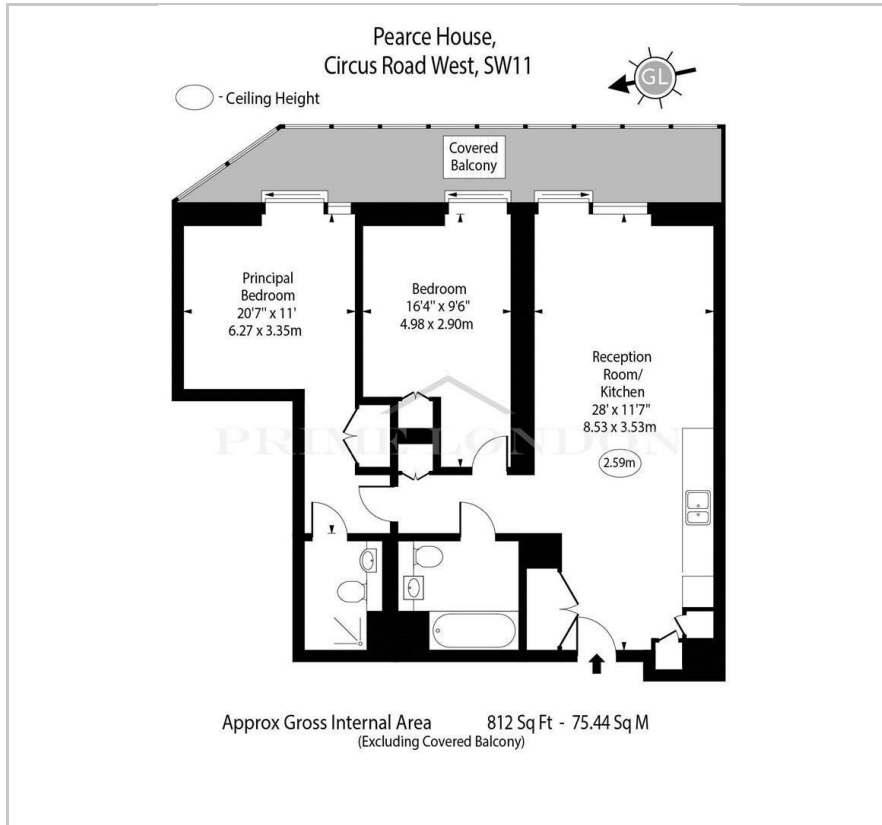 Pearce House,
Circus Road West, SW11
GL
- Ceiling Height
Covered
Balcony
Principal
Bedroom
20'7" x 11'
6.27 x 3.35m
Bedroom
16'4" x 9'6"
4.98 x 2.90m
Reception
Room/
Kitchen
28' x 11'7"
8.53 x 3.53m
2.59m
PRIME LONDON
Approx Gross Internal Area 812 Sq Ft - 75.44 Sq M
(Excluding Covered Balcony)